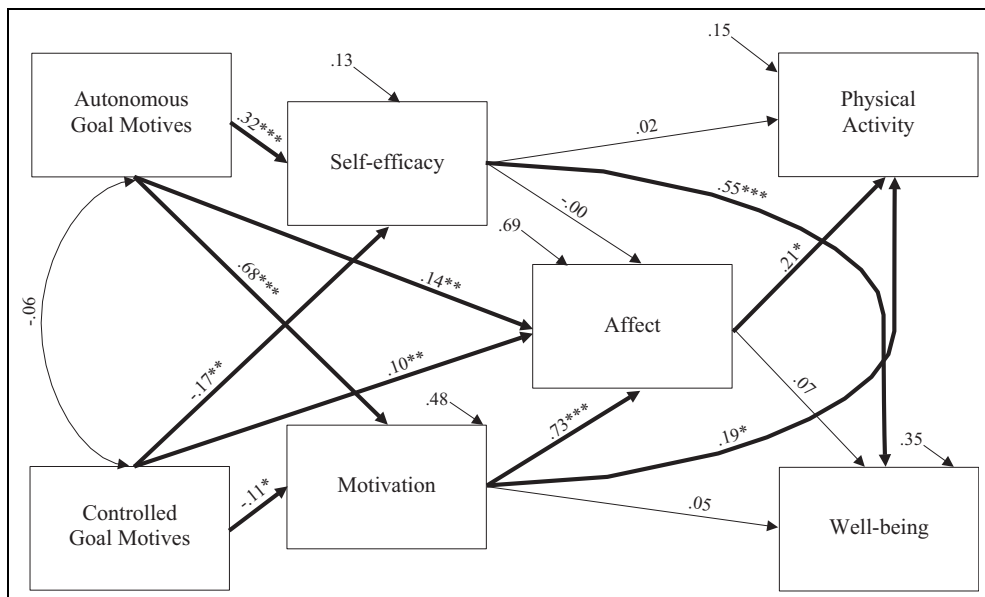 Autonomous
Goal Motives
.32***
.13
Self-efficacy
.15
Physical
Activity
.02
.55***
-.00
.69
.21*
.68***
.14**
Affect
-.06
-.17**
.10**
.48
.73***
.07
.19*
.35
Controlled
Goal Motives
-.11*
Motivation
.05
Well-being